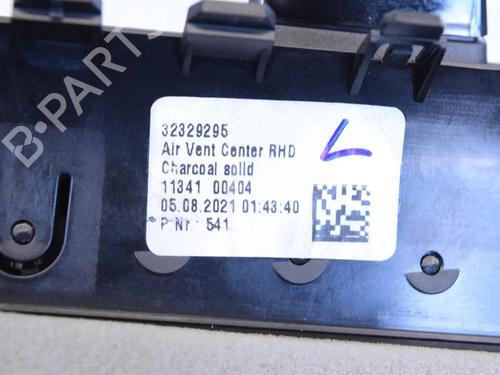 B-PARTS
32329295
Air Vent Center RHD
Charcoal solid
11341 00404
05.08.2021 01:43:40
P Nr.: 541